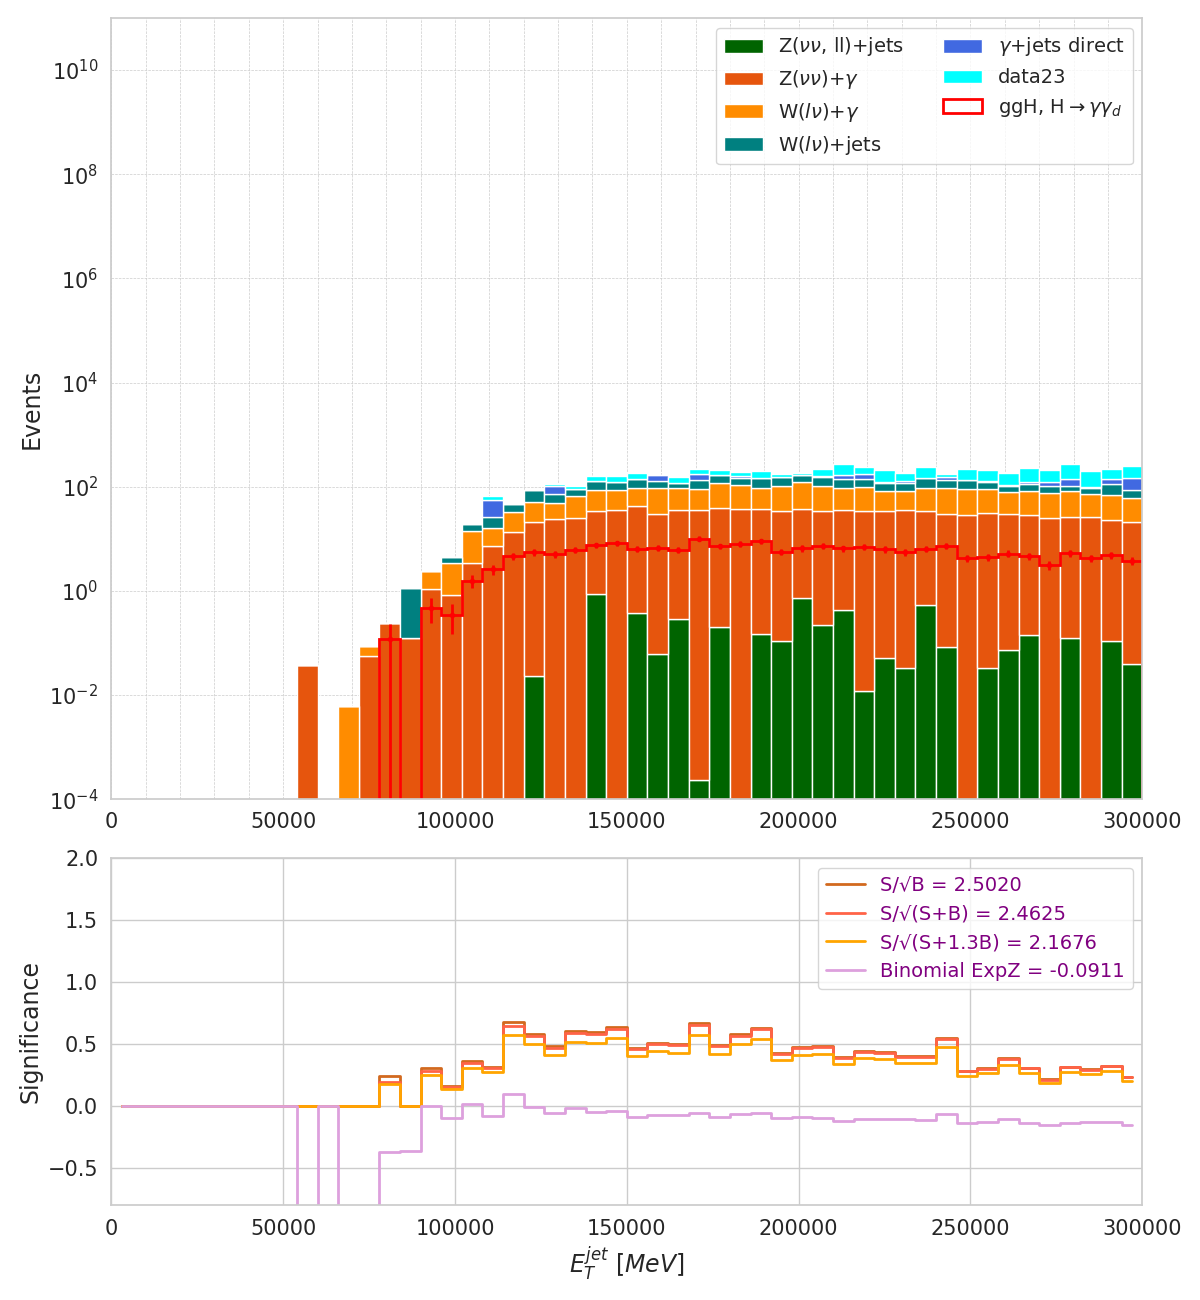 Z(νν, ll)+jets
Z(νν)+γ
W(lν)+γ
W(lν)+jets
γ+jets direct
data23
ggH, H→γγ_d
Events
10^10
10^8
10^6
10^4
10^2
10^0
10^−2
10^−4
0 50000 100000 150000 200000 250000 300000
Significance
2.0
1.5
1.0
0.5
0.0
−0.5
S/√B = 2.5020
S/√(S+B) = 2.4625
S/√(S+1.3B) = 2.1676
Binomial ExpZ = -0.0911
0 50000 100000 150000 200000 250000 300000
E_T^jet [MeV]